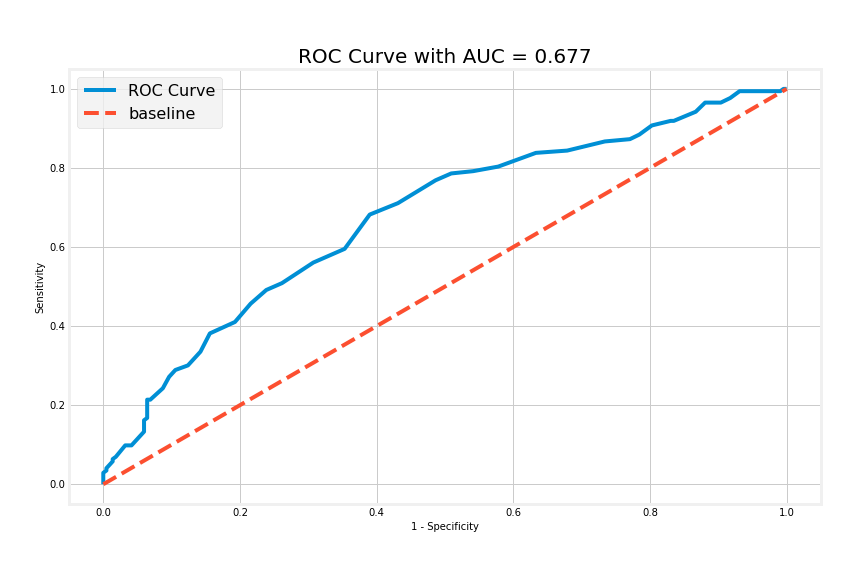 ROC Curve with AUC = 0.677
ROC Curve
baseline
1.0
0.8
0.6
0.4
0.2
0.0
Sensitivity
0.0 0.2 0.4 0.6 0.8 1.0
1 - Specificity